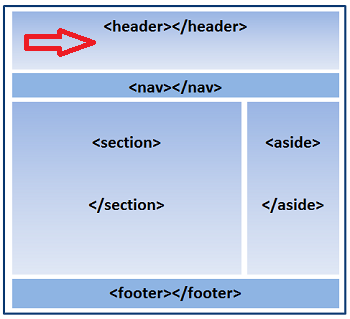 <header></header>
<nav></nav>
<section>
<aside>
</section>
</aside>
<footer></footer>